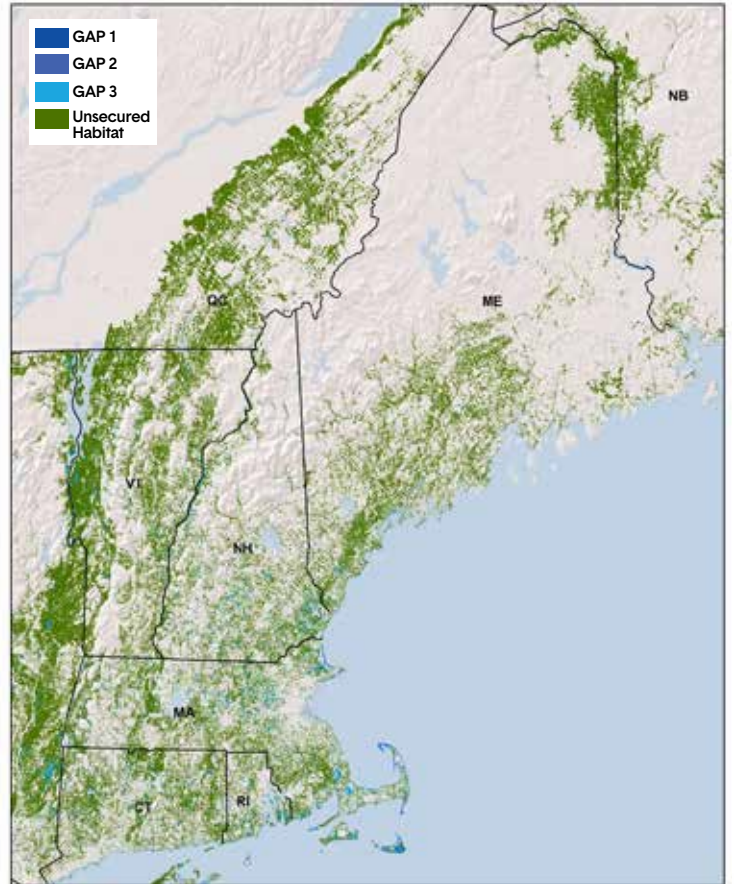 GAP 1
GAP 2
GAP 3
Unsecured
Habitat
NB
QC
ME
VT
NH
MA
CT
RI